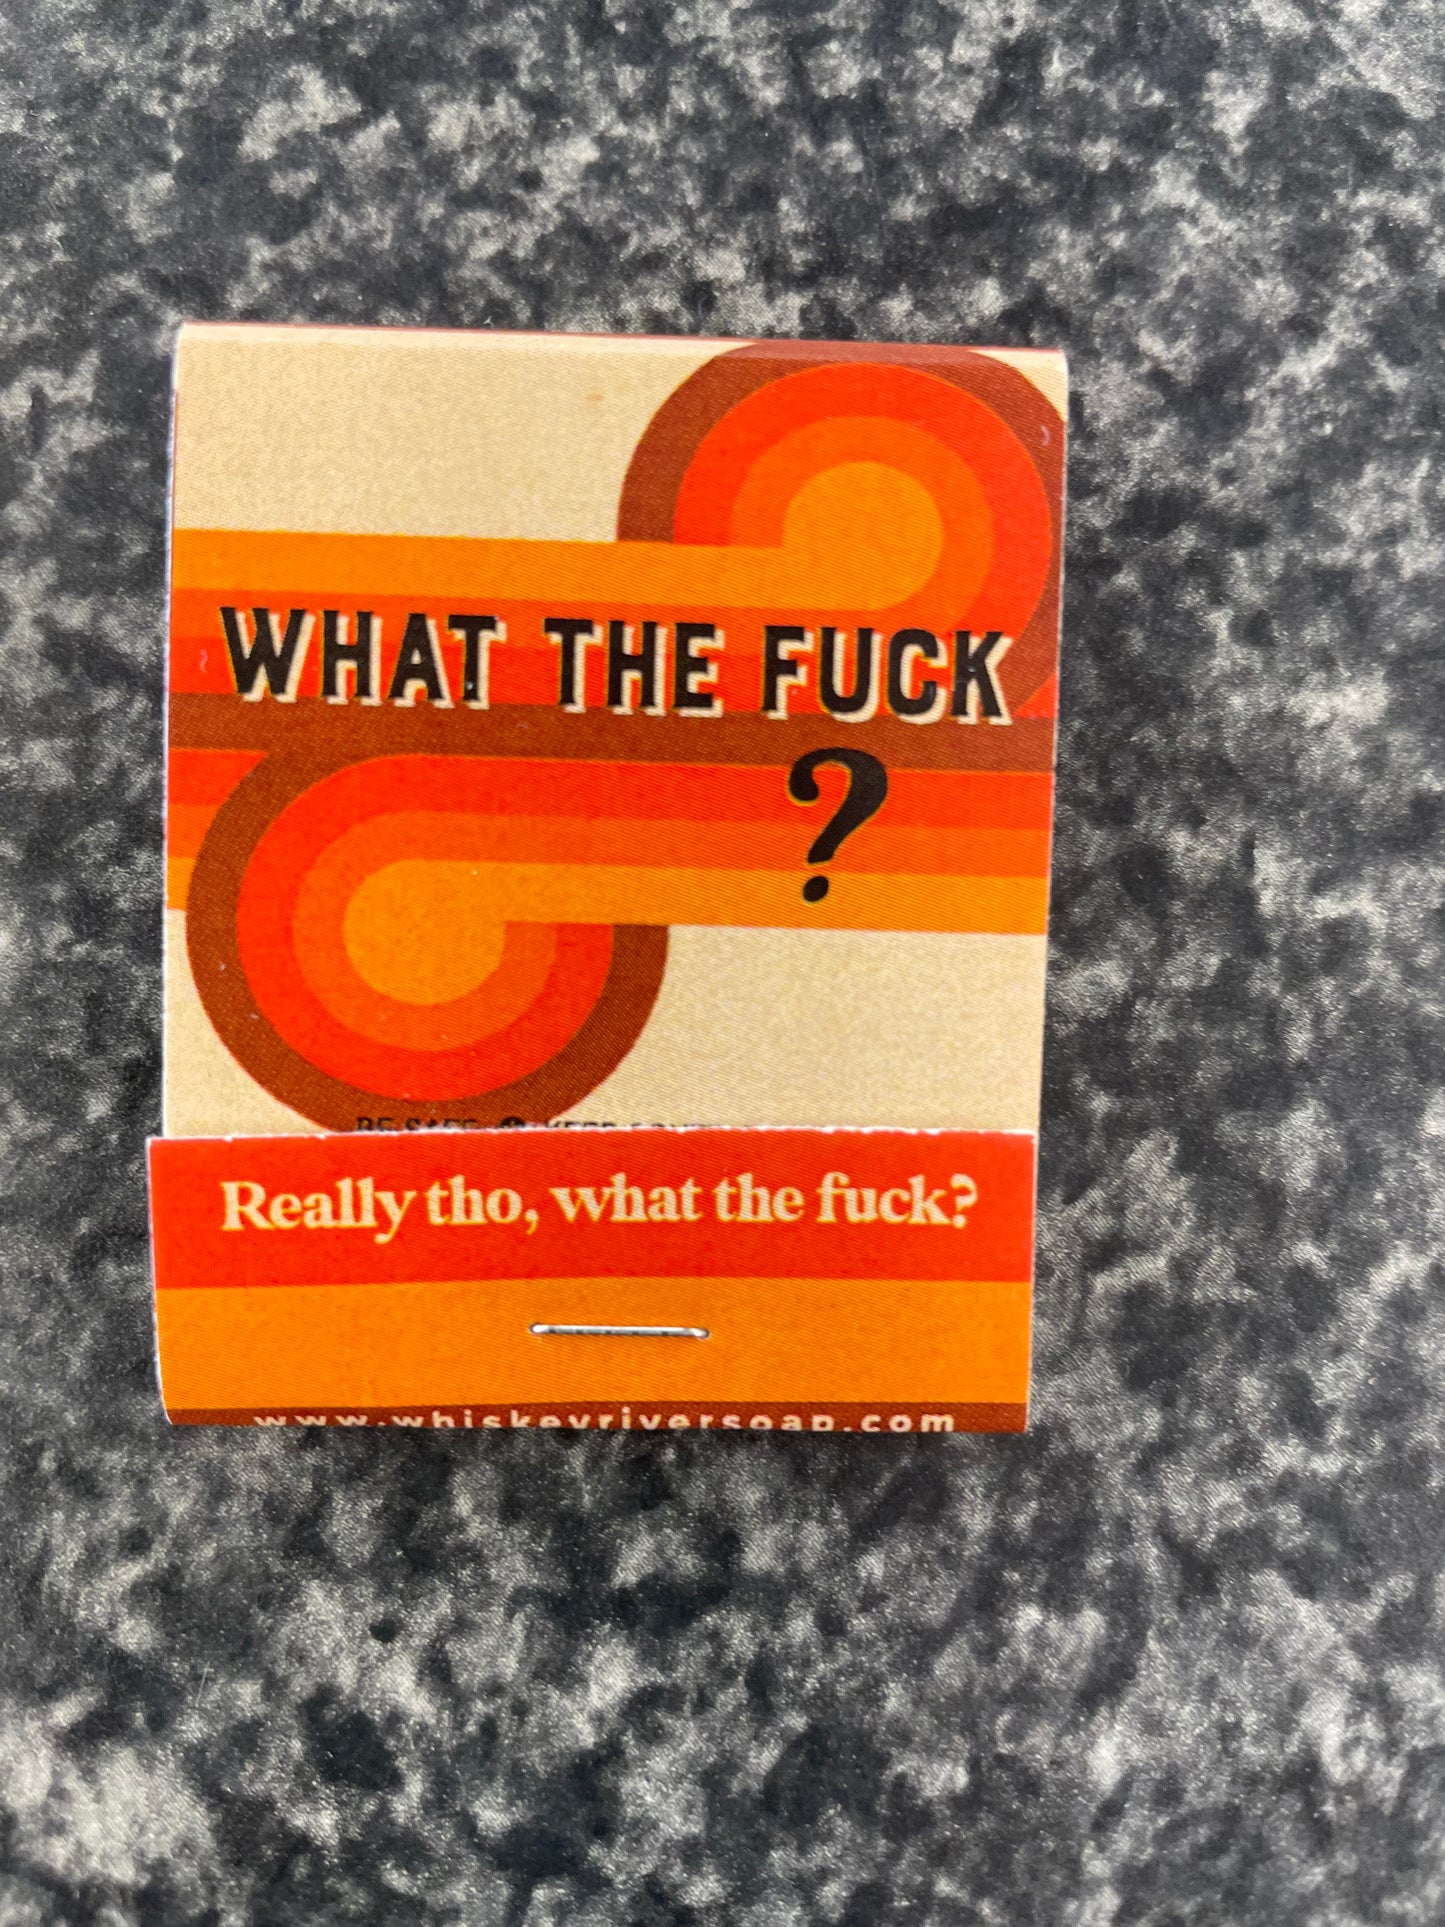 WHAT THE FUCK
?
Really tho, what the fuck?
www.whiskeyriversoap.com